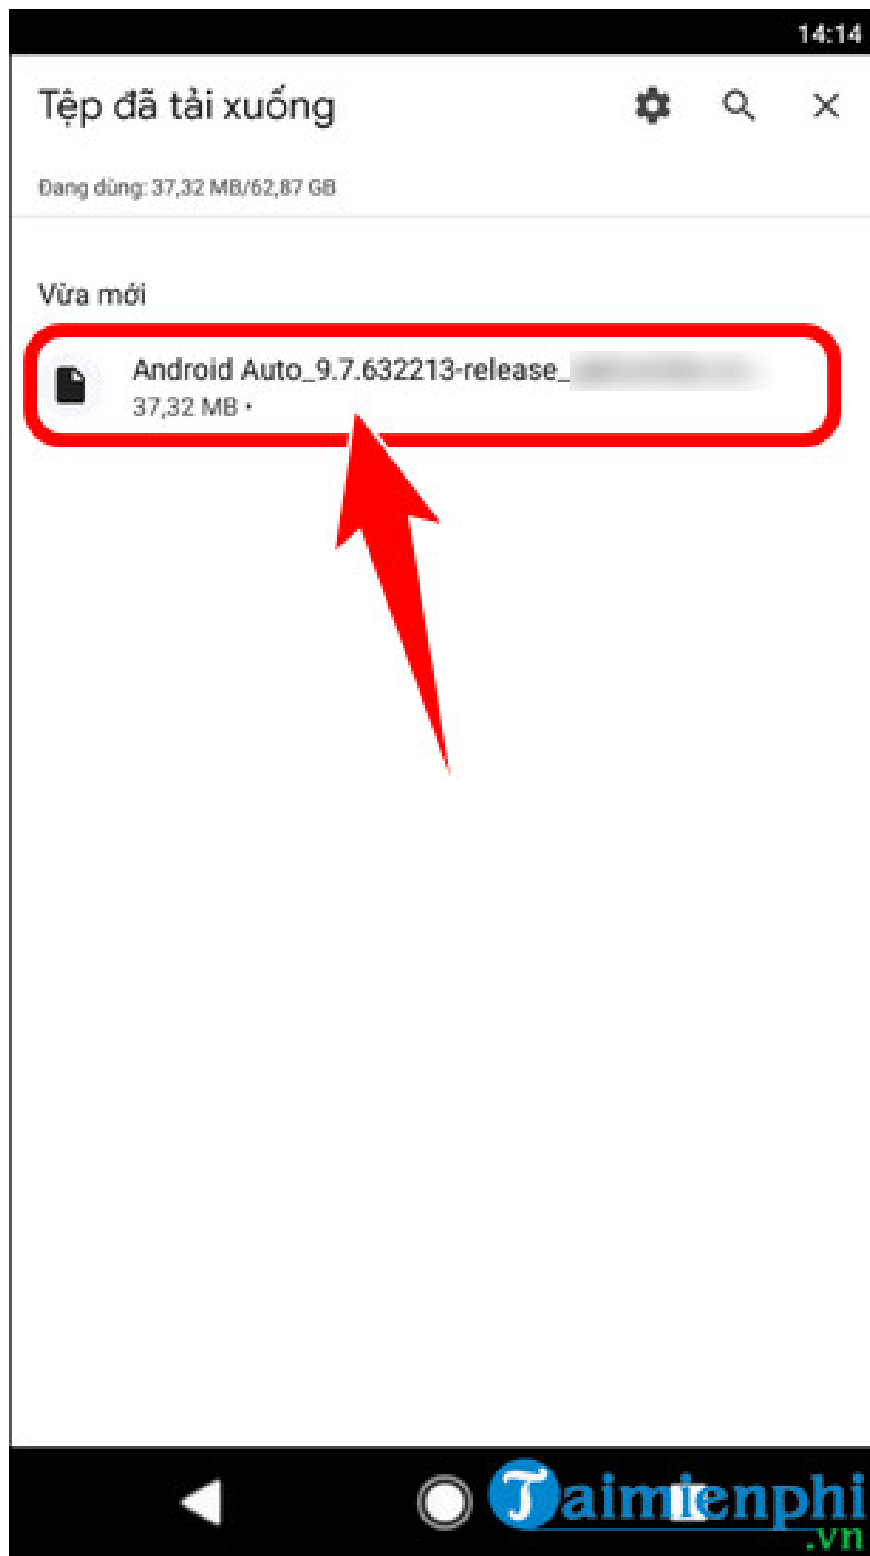 14:14
Tệp đã tải xuống
Đang dùng: 37,32 MB/62,87 GB
Vừa mới
Android Auto_9.7.632213-release_
37,32 MB •
Taimienphi
.vn